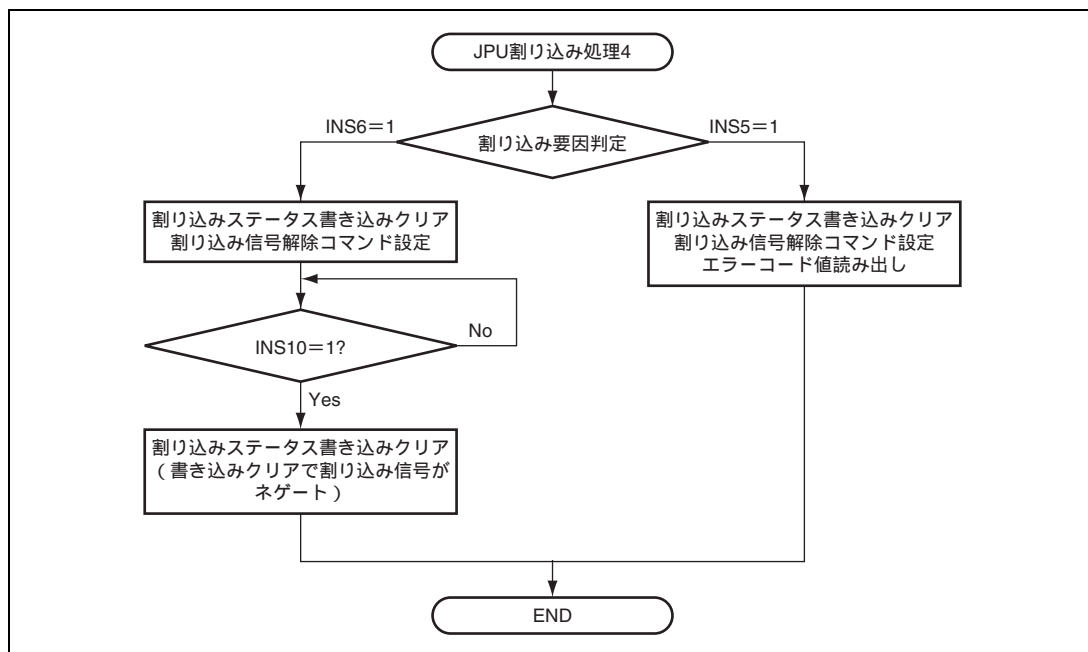 JPU割り込み処理4
INS6=1
INS5=1
割り込み要因判定
割り込みステータス書き込みクリア
割り込み信号解除コマンド設定
割り込みステータス書き込みクリア
割り込み信号解除コマンド設定
エラーコード値読み出し
No
INS10=1?
Yes
割り込みステータス書き込みクリア
(書き込みクリアで割り込み信号が
ネゲート)
END